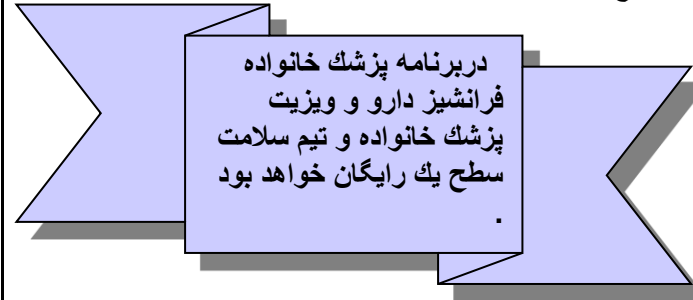 دربرنامه پزشك خانواده
فرانشيز دارو و ويزيت
پزشك خانواده و تيم سلامت
سطح يك رايگان خواهد بود
.